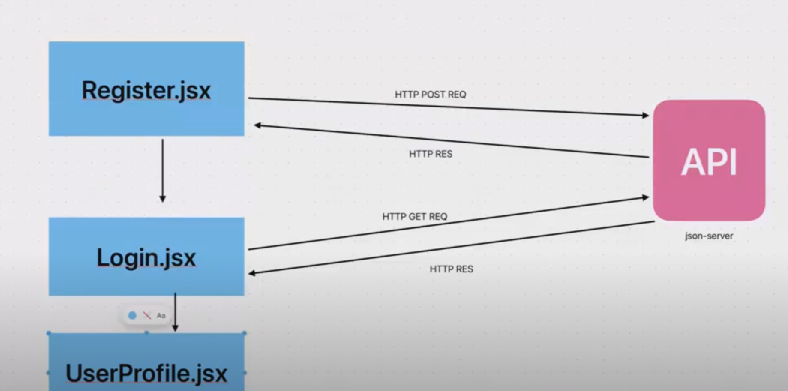 Register.jsx
HTTP POST REQ
HTTP RES
API
HTTP GET REQ
json-server
Login.jsx
HTTP RES
Aa
UserProfile.jsx